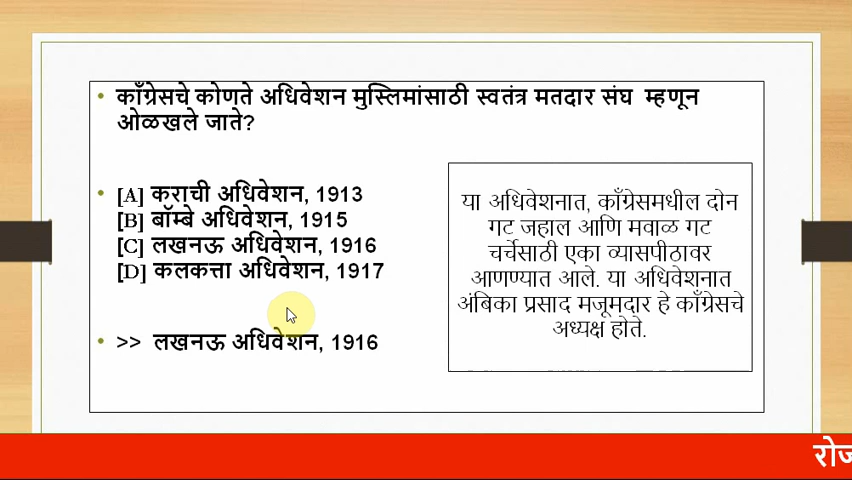 • काँग्रेसचे कोणते अधिवेशन मुस्लिमांसाठी स्वतंत्र मतदार संघ म्हणून
ओळखले जाते?
• [A] कराची अधिवेशन, 1913
[B] बॉम्बे अधिवेशन, 1915
[C] लखनऊ अधिवेशन, 1916
[D] कलकत्ता अधिवेशन, 1917
• >> लखनऊ अधिवेशन, 1916
या अधिवेशनात, काँग्रेसमधील दोन
गट जहाल आणि मवाळ गट
चर्चेसाठी एका व्यासपीठावर
आणण्यात आले. या अधिवेशनात
अंबिका प्रसाद मजूमदार हे काँग्रेसचे
अध्यक्ष होते.